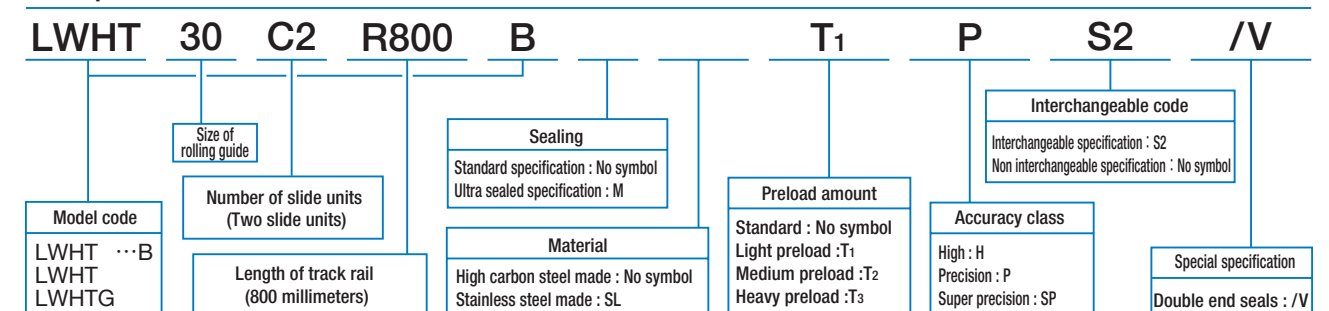 LWHT 30 C2 R800 B T1 P S2 /V
Size of
rolling guide
Number of slide units
(Two slide units)
Model code
LWHT …B
LWHT
LWHTG
Length of track rail
(800 millimeters)
Sealing
Standard specification : No symbol
Ultra sealed specification : M
Material
High carbon steel made : No symbol
Stainless steel made : SL
Preload amount
Standard : No symbol
Light preload :T1
Medium preload :T2
Heavy preload :T3
Interchangeable code
Interchangeable specification : S2
Non interchangeable specification : No symbol
Accuracy class
High : H
Precision : P
Super precision : SP
Special specification
Double end seals : /V